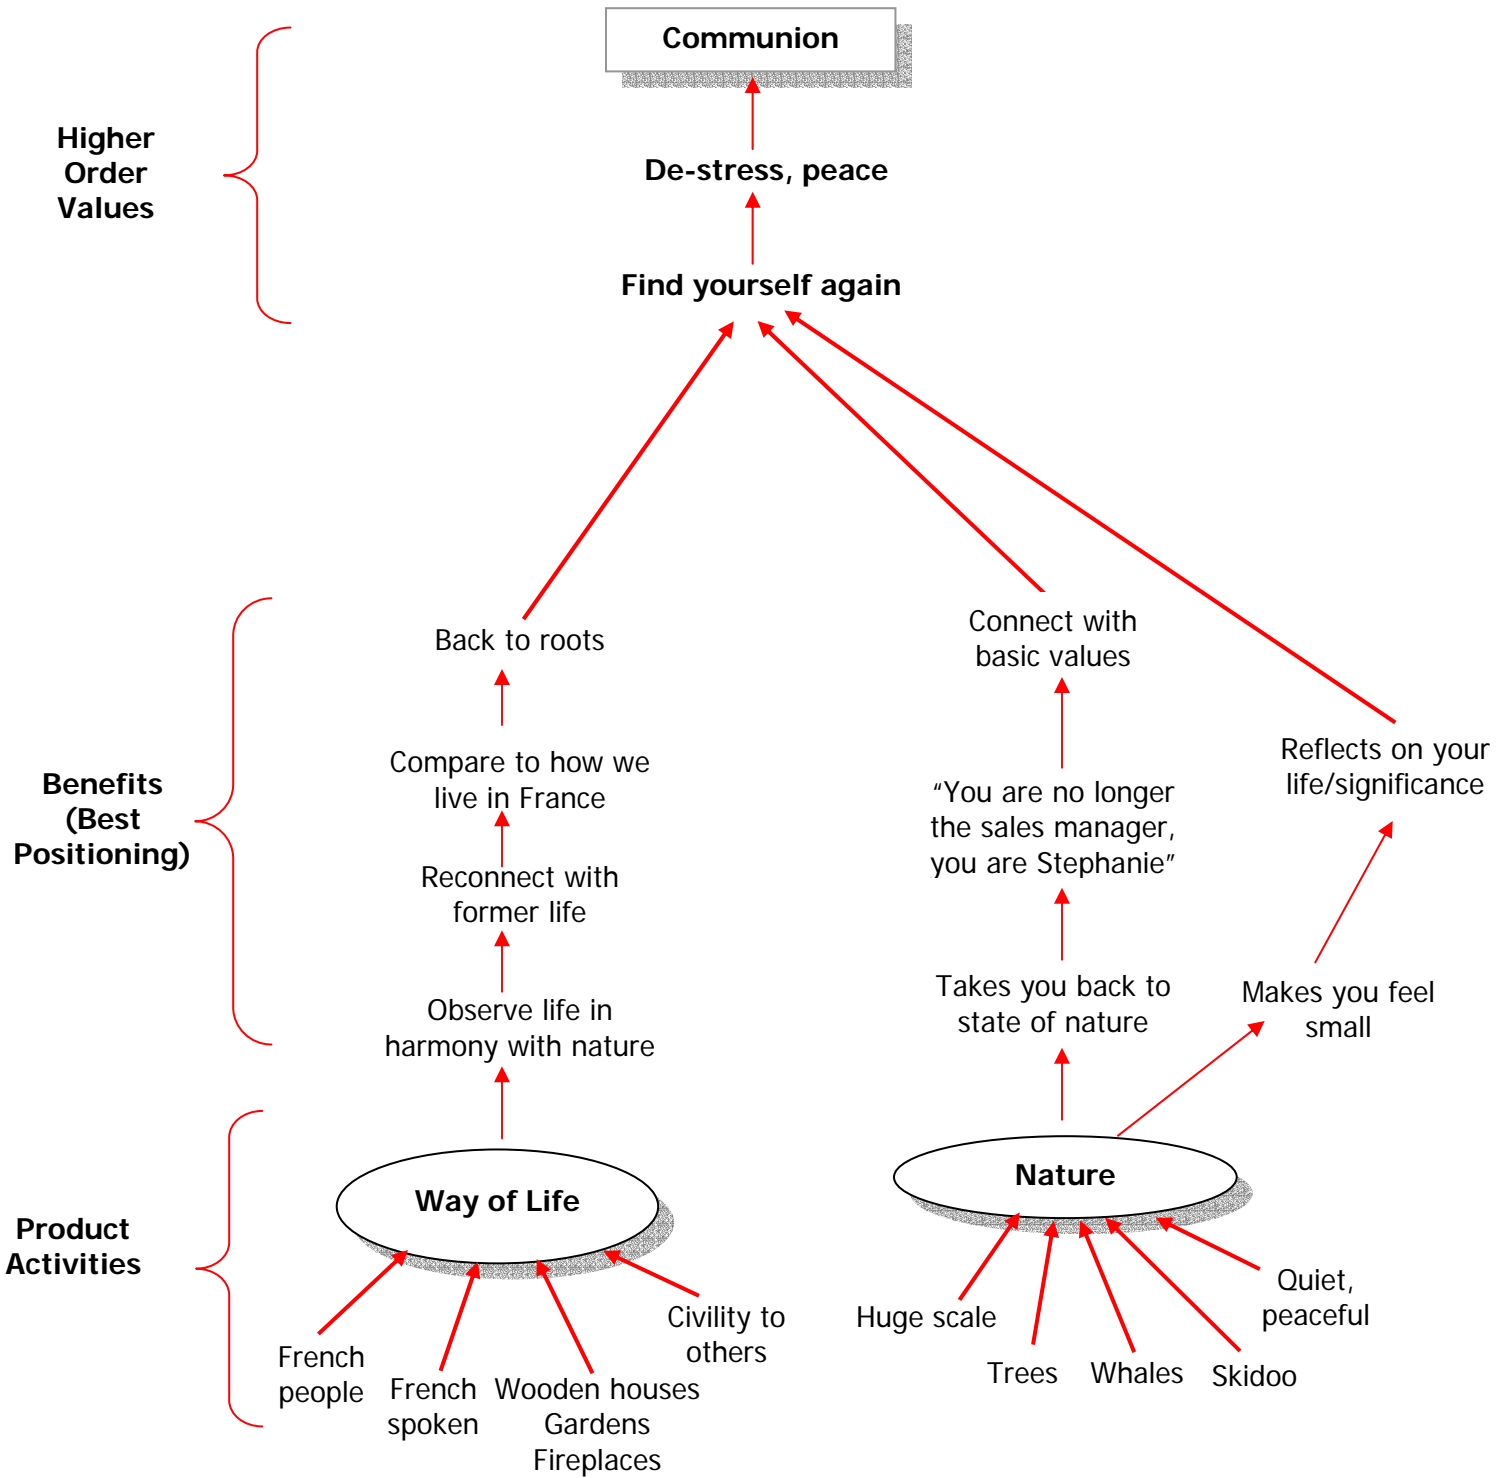 Communion
Higher
Order
Values
De-stress, peace
Find yourself again
Benefits
(Best
Positioning)
Back to roots
Compare to how we
live in France
Reconnect with
former life
Observe life in
harmony with nature
Connect with
basic values
“You are no longer
the sales manager,
you are Stephanie”
Takes you back to
state of nature
Reflects on your
life/significance
Makes you feel
small
Product
Activities
Way of Life
French
people
French
spoken
Wooden houses
Gardens
Fireplaces
Civility to
others
Nature
Huge scale
Trees
Whales
Skidoo
Quiet,
peaceful